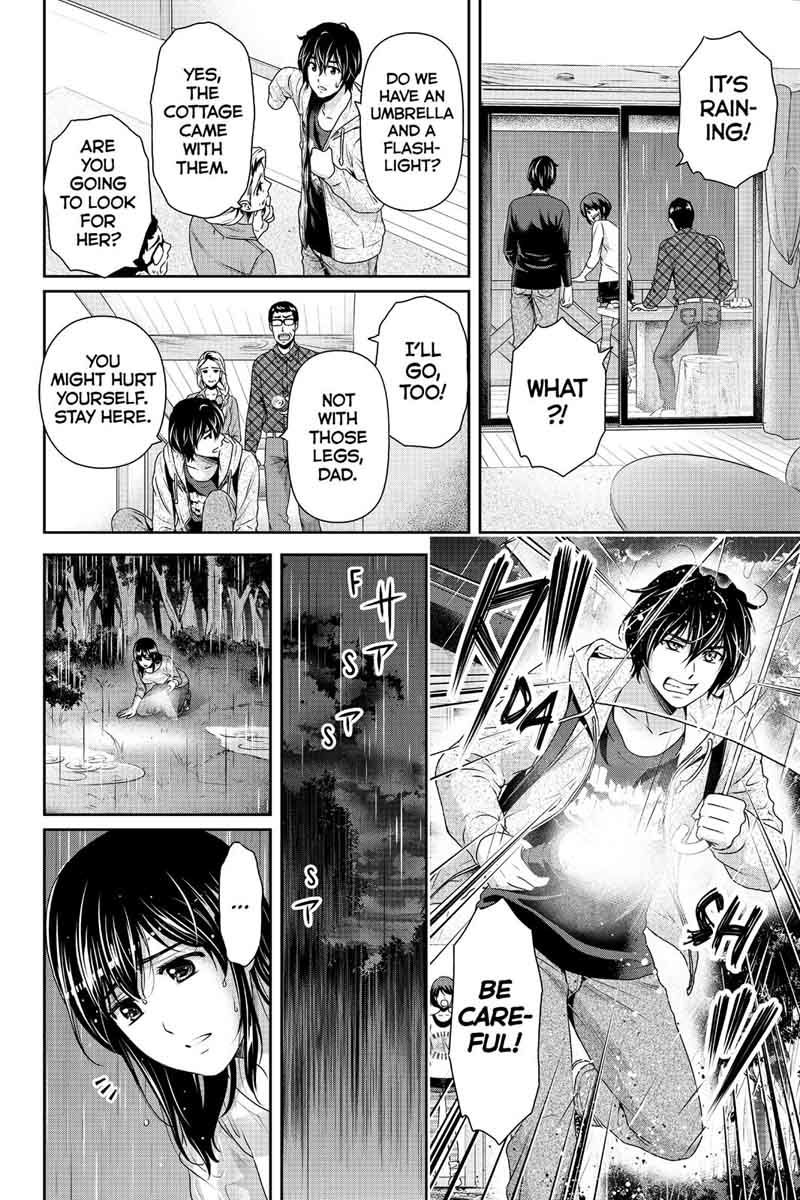 IT'S
RAIN-
ING!
WHAT
?!
DO WE
HAVE AN
UMBRELLA
AND A
FLASH-
LIGHT?
YES,
THE
COTTAGE
CAME
WITH
THEM.
ARE
YOU
GOING
TO LOOK
FOR
HER?
I'LL
GO,
TOO!
NOT
WITH
THOSE
LEGS,
DAD.
YOU
MIGHT HURT
YOURSELF.
STAY HERE.
DA
SH
BE
CARE-
FUL!
F
H
S
T
S
T
S
T
...